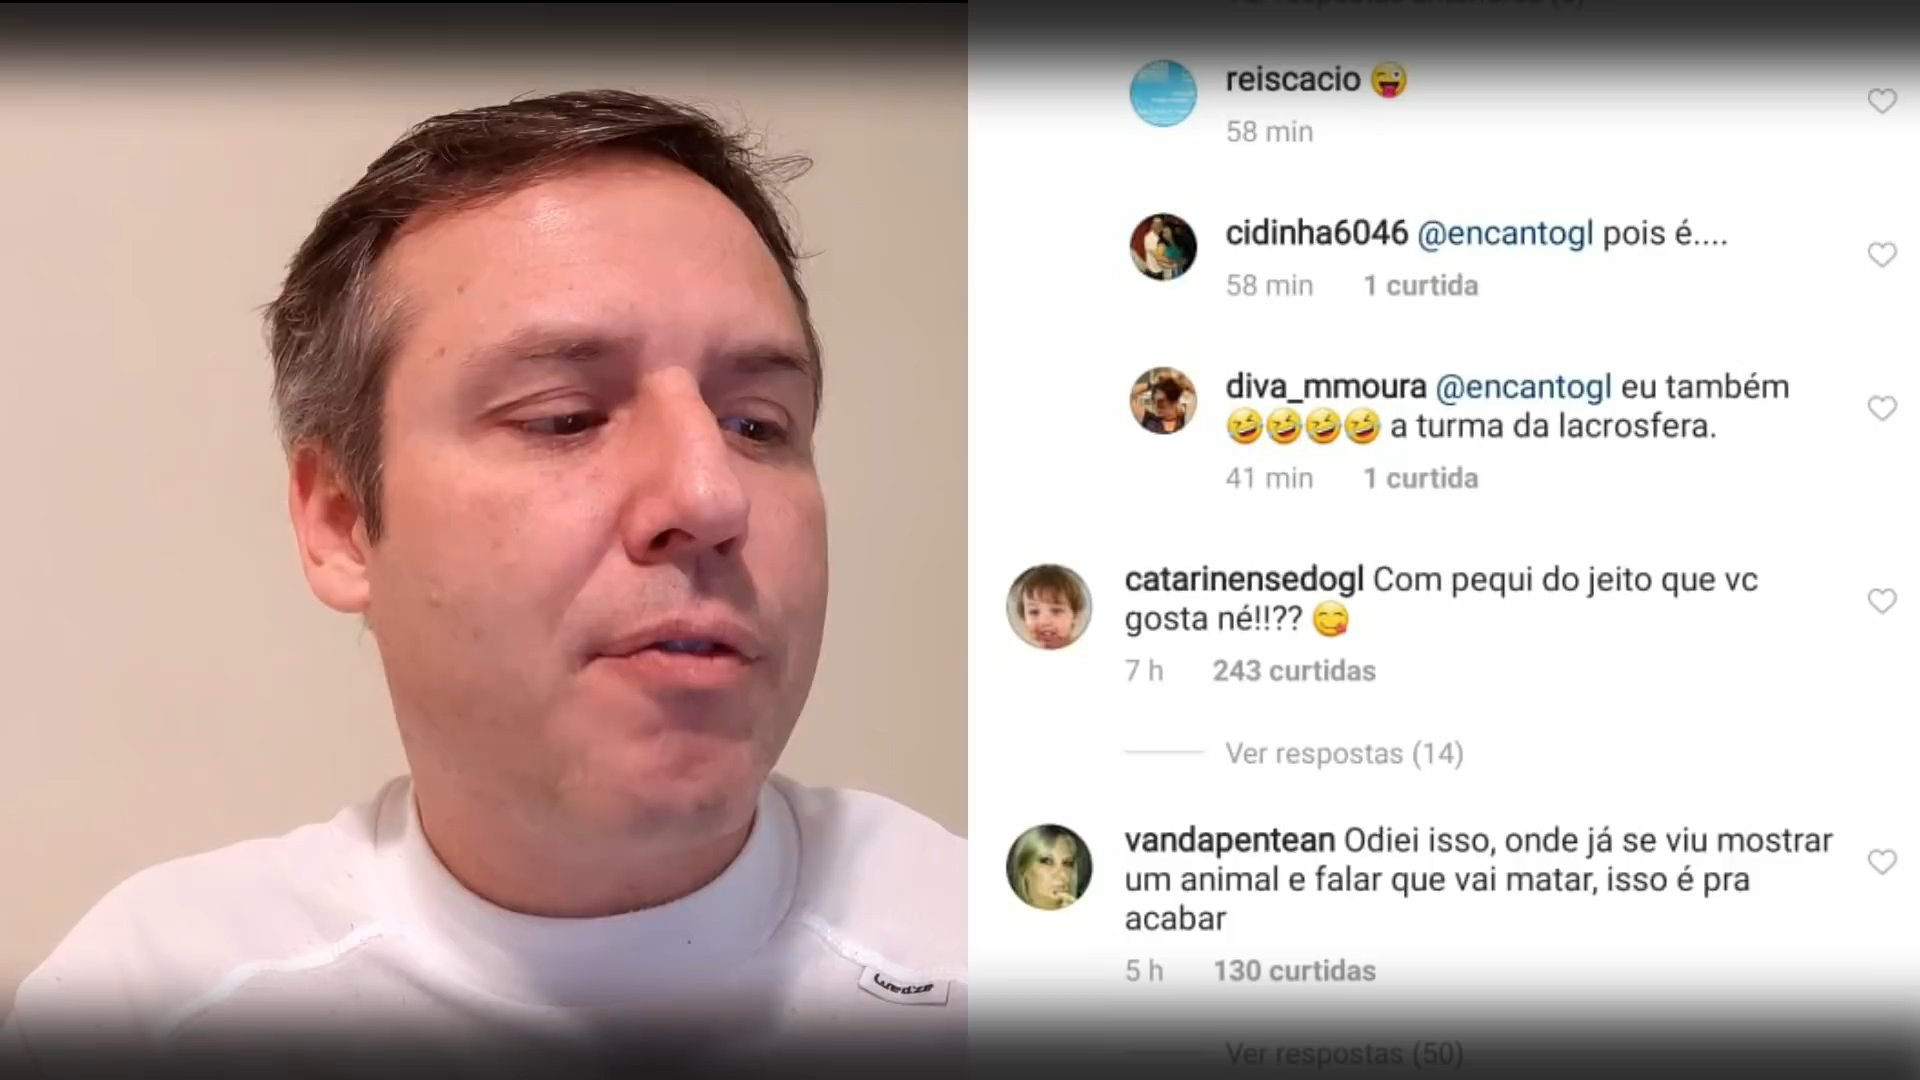 reiscacio 😜
58 min
cidinha6046 @encantogl pois é....
58 min 1 curtida
diva_mmoura @encantogl eu também
🤣🤣🤣🤣 a turma da lacrosfera.
41 min 1 curtida
catarinensedogl Com pequi do jeito que vc
gosta né!!?? 😋
7 h 243 curtidas
Ver respostas (14)
vandapentean Odiei isso, onde já se viu mostrar
um animal e falar que vai matar, isso é pra
acabar
5 h 130 curtidas
Ver respostas (50)